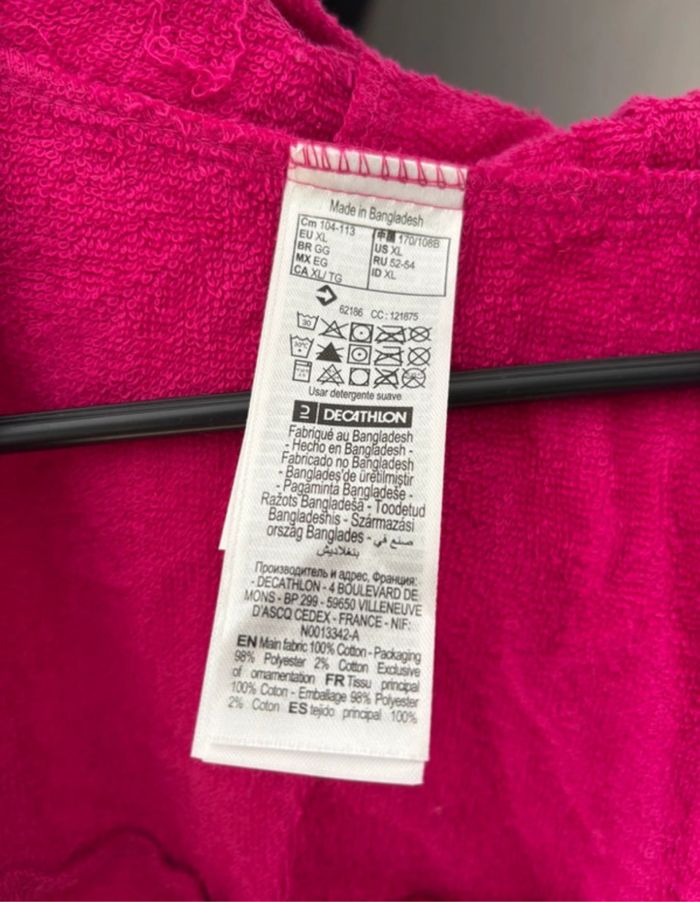 Made in Bangladesh
Cm 104-113
EU XL
BR GG
MX EG
CA XL/ TG
中國 170/108B
US XL
RU 52-54
ID XL
62186 CC : 121875
30
30°C
Usar detergente suave
DECATHLON
Fabriqué au Bangladesh
- Hecho en Bangladesh -
Fabricado no Bangladesh
- Banglades'de üretilmiştir
- Pagaminta Bangladeše -
Ražots Bangladešā - Toodetud
Bangladeshis - Származási
ország Banglades - صنع في
بنغلاديش
Производитель и адрес, Франция:
- DECATHLON - 4 BOULEVARD DE
MONS - BP 299 - 59650 VILLENEUVE
D'ASCQ CEDEX - FRANCE - NIF:
N0013342-A
EN Main fabric 100% Cotton - Packaging
98% Polyester 2% Cotton Exclusive
of ornamentation FR Tissu principal
100% Coton - Emballage 98% Polyester
2% Coton ES tejido principal 100%